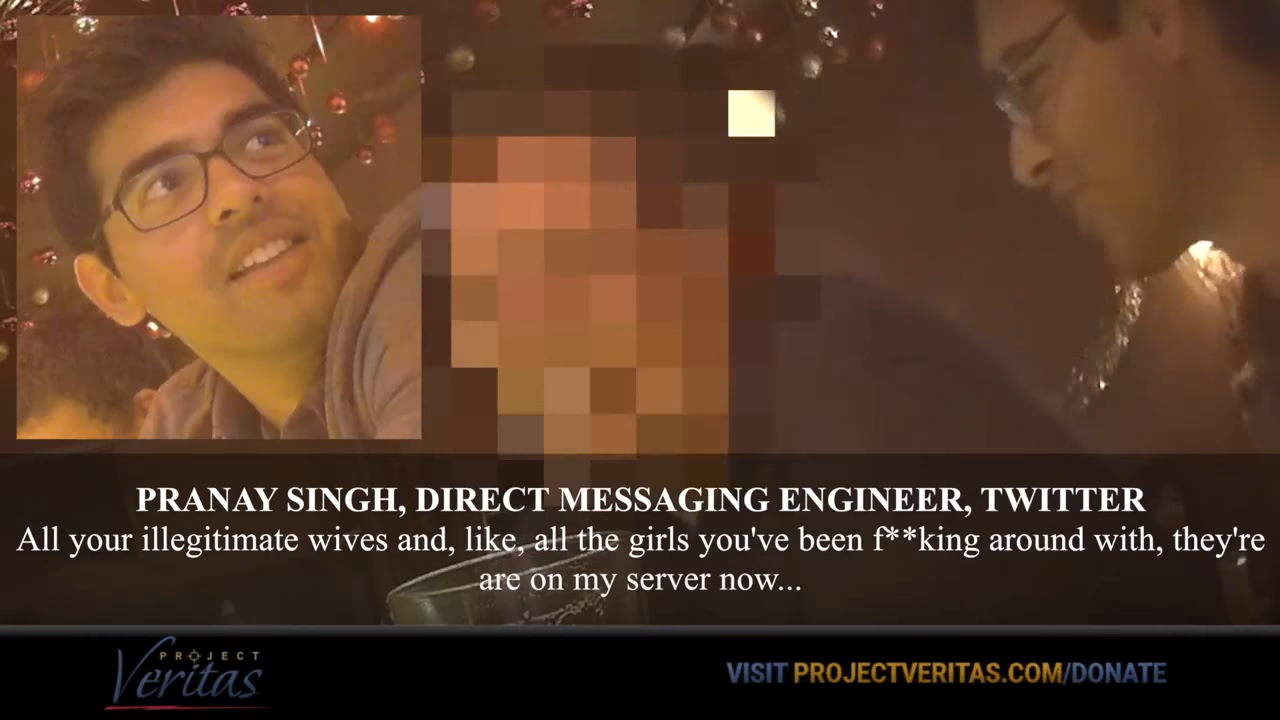 PRANAY SINGH, DIRECT MESSAGING ENGINEER, TWITTER
All your illegitimate wives and, like, all the girls you've been f**king around with, they're
are on my server now...
PROJECT
Veritas
VISIT PROJECTVERITAS.COM/DONATE